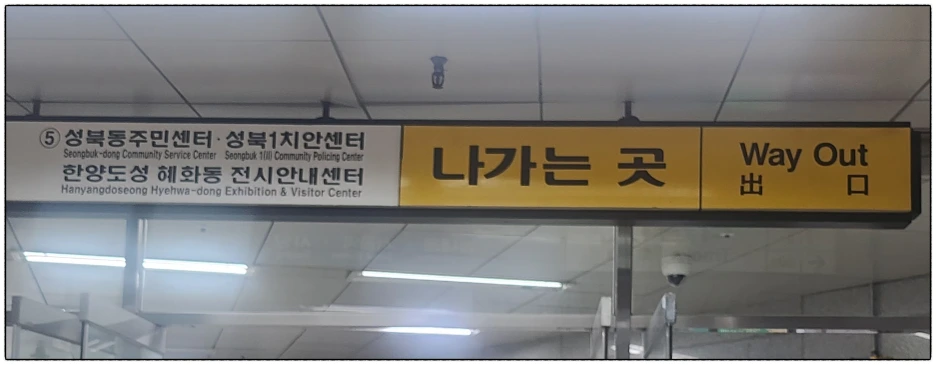 ⑤ 성북동주민센터·성북1치안센터
Seongbuk-dong Community Service Center Seongbuk 1(il) Community Policing Center
한양도성 혜화동 전시안내센터
Hanyangdoseong Hyehwa-dong Exhibition & Visitor Center
나가는 곳
Way Out
出 口